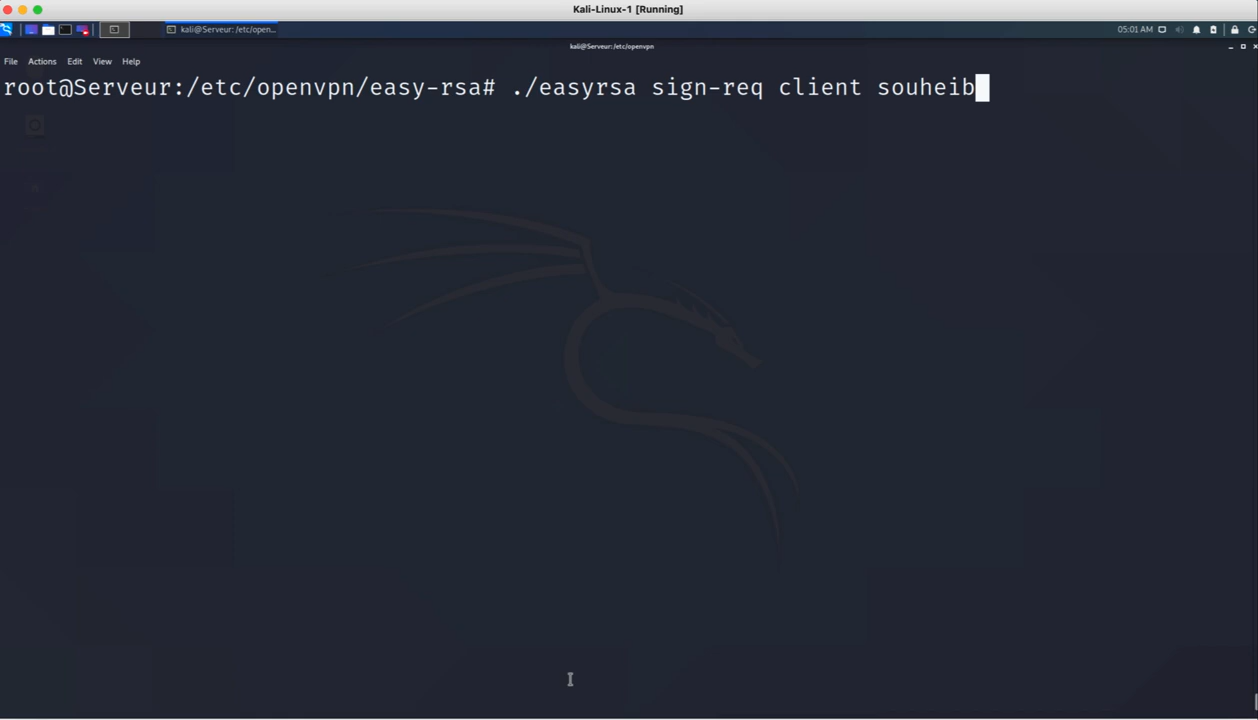 Kali-Linux-1 [Running]
kali@Serveur: /etc/open...
05:01 AM
kali@Serveur:/etc/openvpn
File Actions Edit View Help
root@Serveur:/etc/openvpn/easy-rsa# ./easyrsa sign-req client souheib